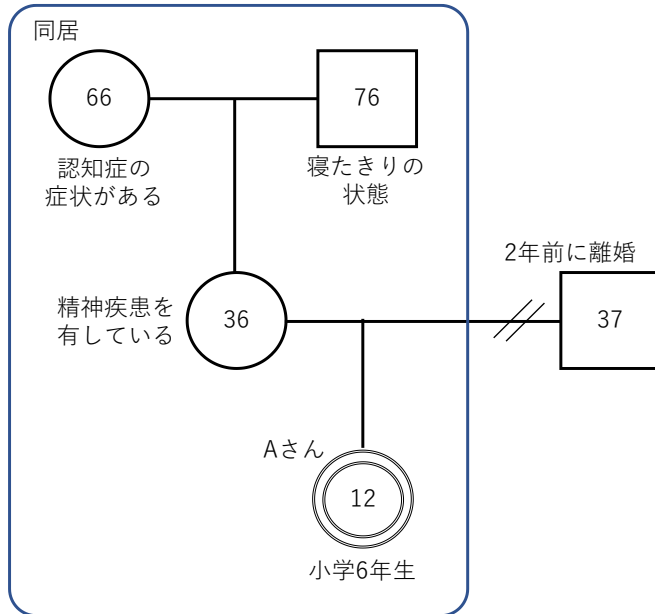 同居
66
76
認知症の
症状がある
寝たきりの
状態
2年前に離婚
精神疾患を
有している
36
37
Aさん
12
小学6年生